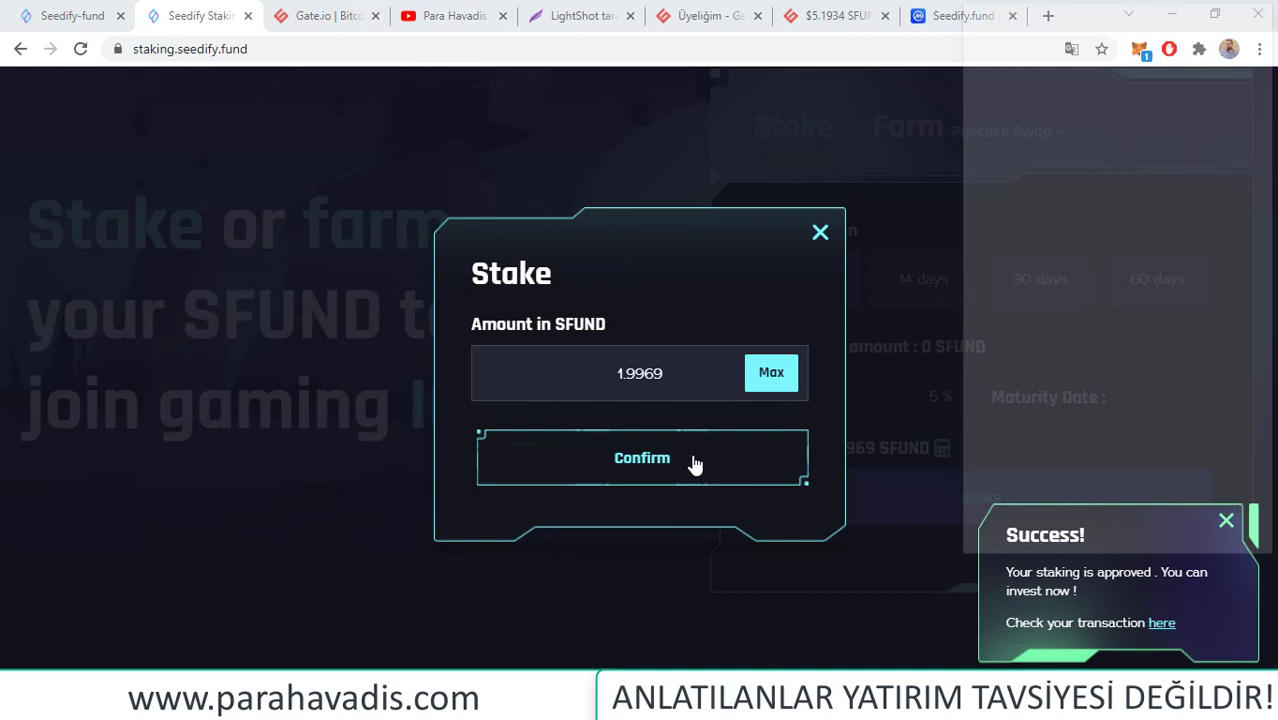 Seedify-fund
Seedify Stakin
Gate.io | Bitco
Para Havadis
LightShot tar
Üyeliğim - Ga
$5.1934 SFUN
Seedify.fund
staking.seedify.fund
1
Stake Farm Pancake Swap
Stake or farm
your SFUND to
join gaming
14 days 30 days 60 days
amount : 0 SFUND
5 % Maturity Date :
969 SFUND
Stake
Stake
Amount in SFUND
1.9969 Max
Confirm
Success!
Your staking is approved . You can
invest now !
Check your transaction here
www.parahavadis.com
ANLATILANLAR YATIRIM TAVSİYESİ DEĞİLDİR!